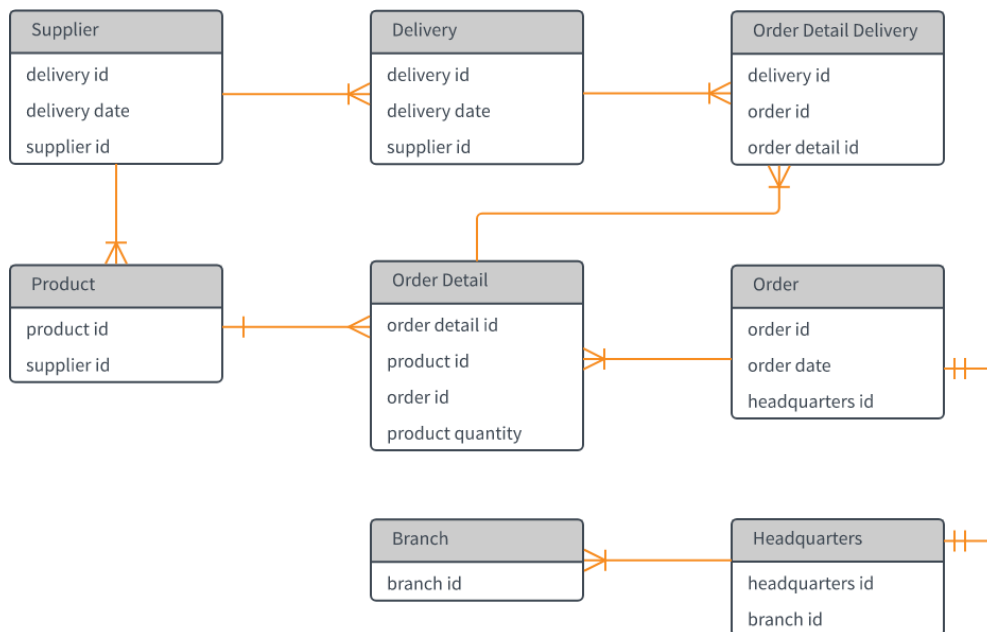 Supplier
delivery id
delivery date
supplier id
Delivery
delivery id
delivery date
supplier id
Order Detail Delivery
delivery id
order id
order detail id
Product
product id
supplier id
Order Detail
order detail id
product id
order id
product quantity
Order
order id
order date
headquarters id
Branch
branch id
Headquarters
headquarters id
branch id